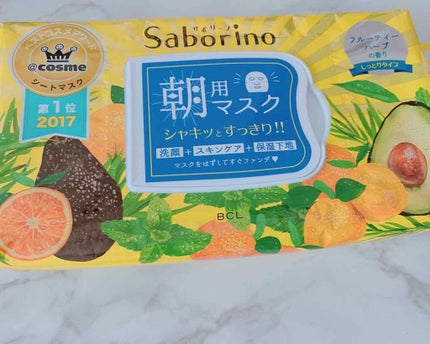 サボリーノ
Saborino
ベストコスメアワード
@cosme
シートマスク
第1位
2017
朝用マスク
シャキッとすっきり!!
洗顔+スキンケア+保湿下地
マスクをはずしてすぐファンデ♥
フルーティー
ハーブ
の香り
しっとりタイプ
BCL